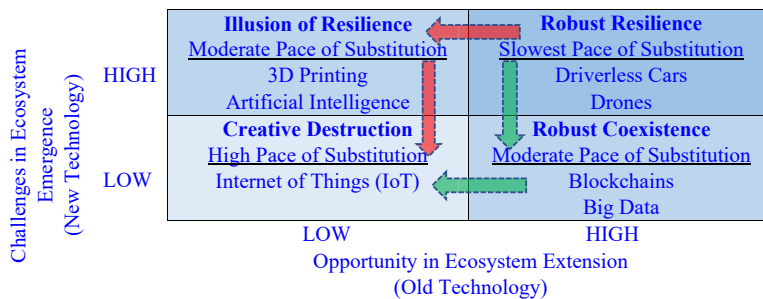 Challenges in Ecosystem
Emergence
(New Technology)
HIGH
LOW
Illusion of Resilience
Moderate Pace of Substitution
3D Printing
Artificial Intelligence
Robust Resilience
Slowest Pace of Substitution
Driverless Cars
Drones
Creative Destruction
High Pace of Substitution
Internet of Things (IoT)
Robust Coexistence
Moderate Pace of Substitution
Blockchains
Big Data
LOW
HIGH
Opportunity in Ecosystem Extension
(Old Technology)